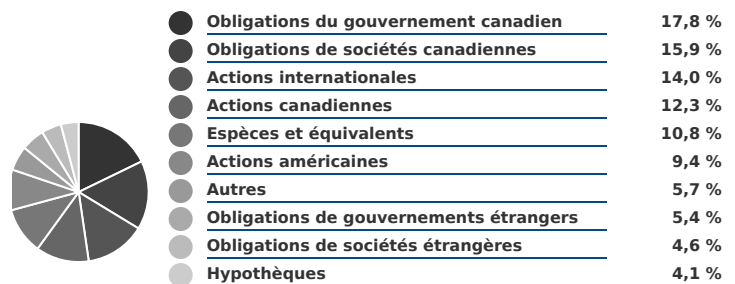 Obligations du gouvernement canadien 17,8 %
Obligations de sociétés canadiennes 15,9 %
Actions internationales 14,0 %
Actions canadiennes 12,3 %
Espèces et équivalents 10,8 %
Actions américaines 9,4 %
Autres 5,7 %
Obligations de gouvernements étrangers 5,4 %
Obligations de sociétés étrangères 4,6 %
Hypothèques 4,1 %